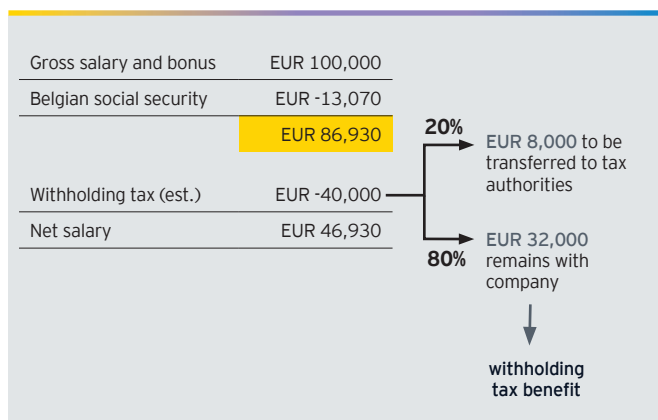 Gross salary and bonus EUR 100,000
Belgian social security EUR -13,070
EUR 86,930
20%
EUR 8,000 to be
transferred to tax
authorities
Withholding tax (est.) EUR -40,000
Net salary EUR 46,930
80%
EUR 32,000
remains with
company
withholding
tax benefit